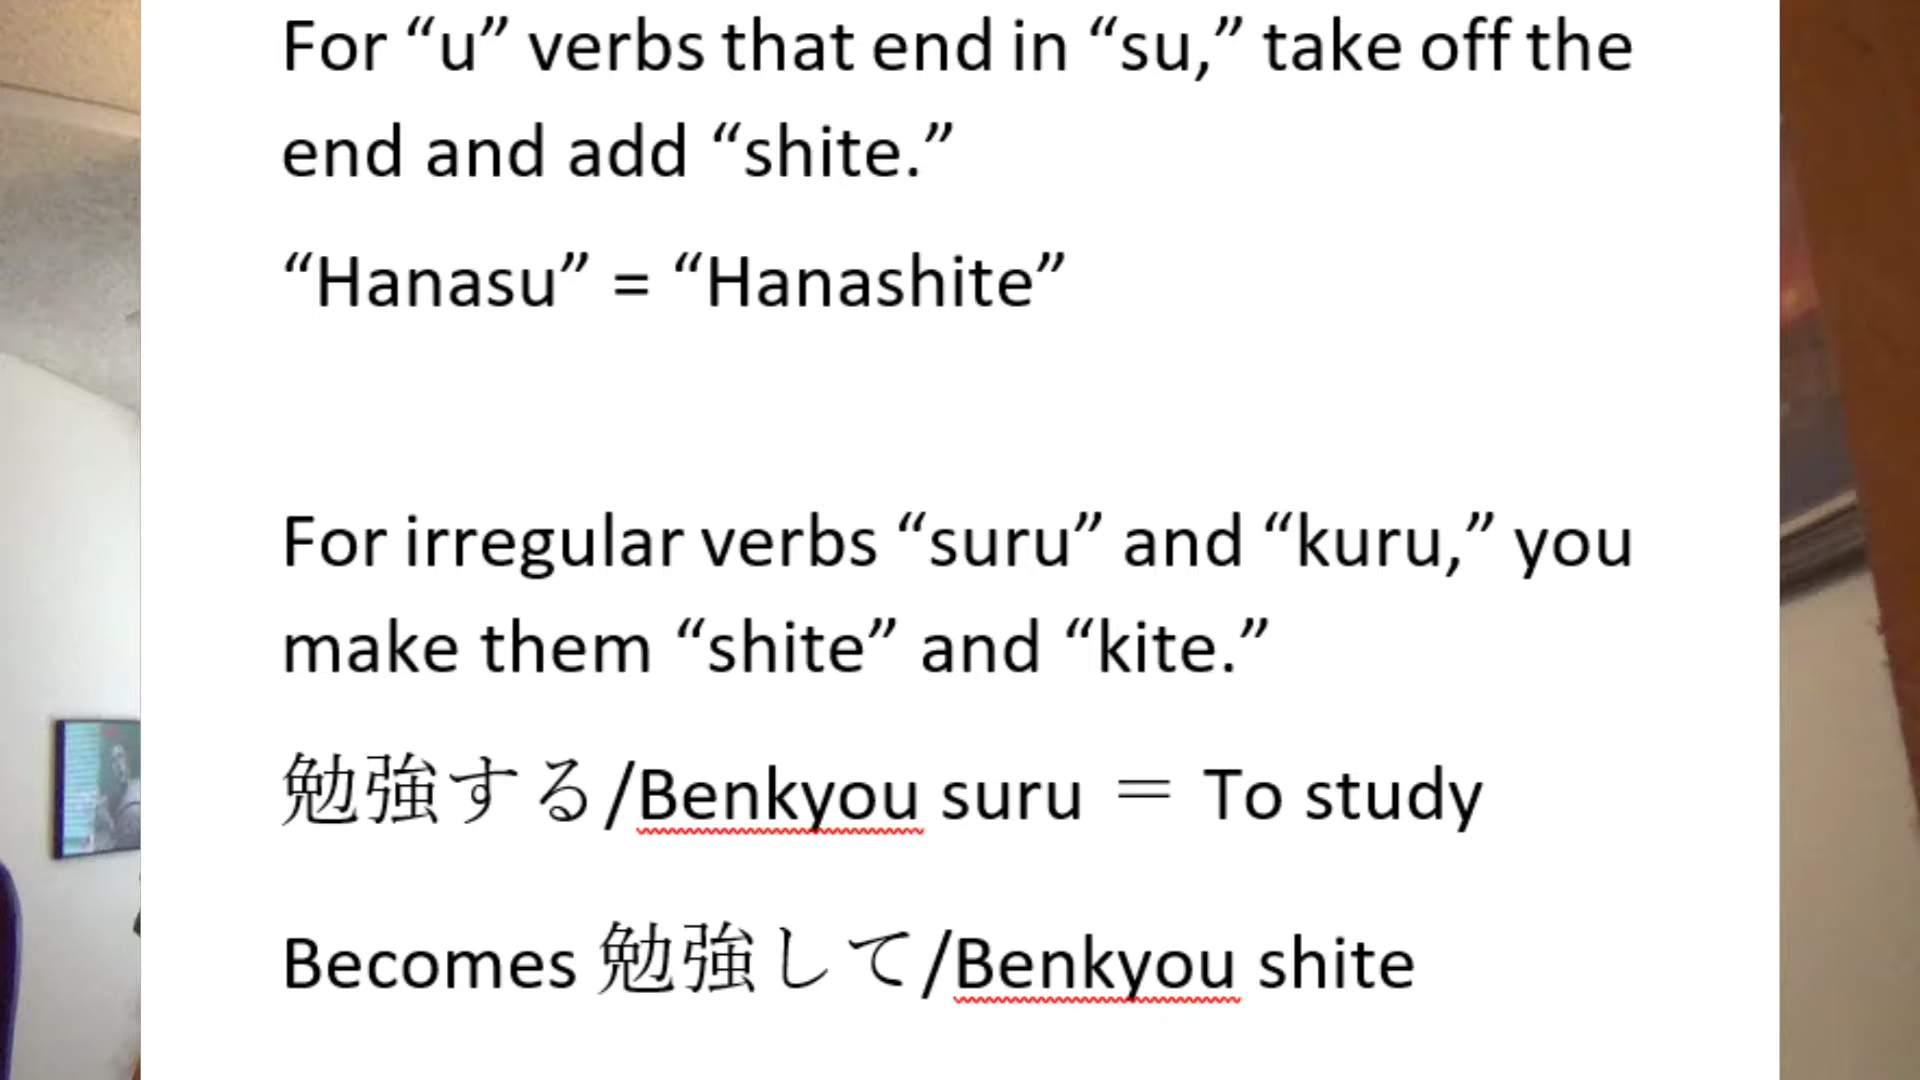 For “u” verbs that end in “su,” take off the
end and add “shite.”
“Hanasu” = “Hanashite”
For irregular verbs “suru” and “kuru,” you
make them “shite” and “kite.”
勉強する/Benkyou suru ＝ To study
Becomes 勉強して/Benkyou shite